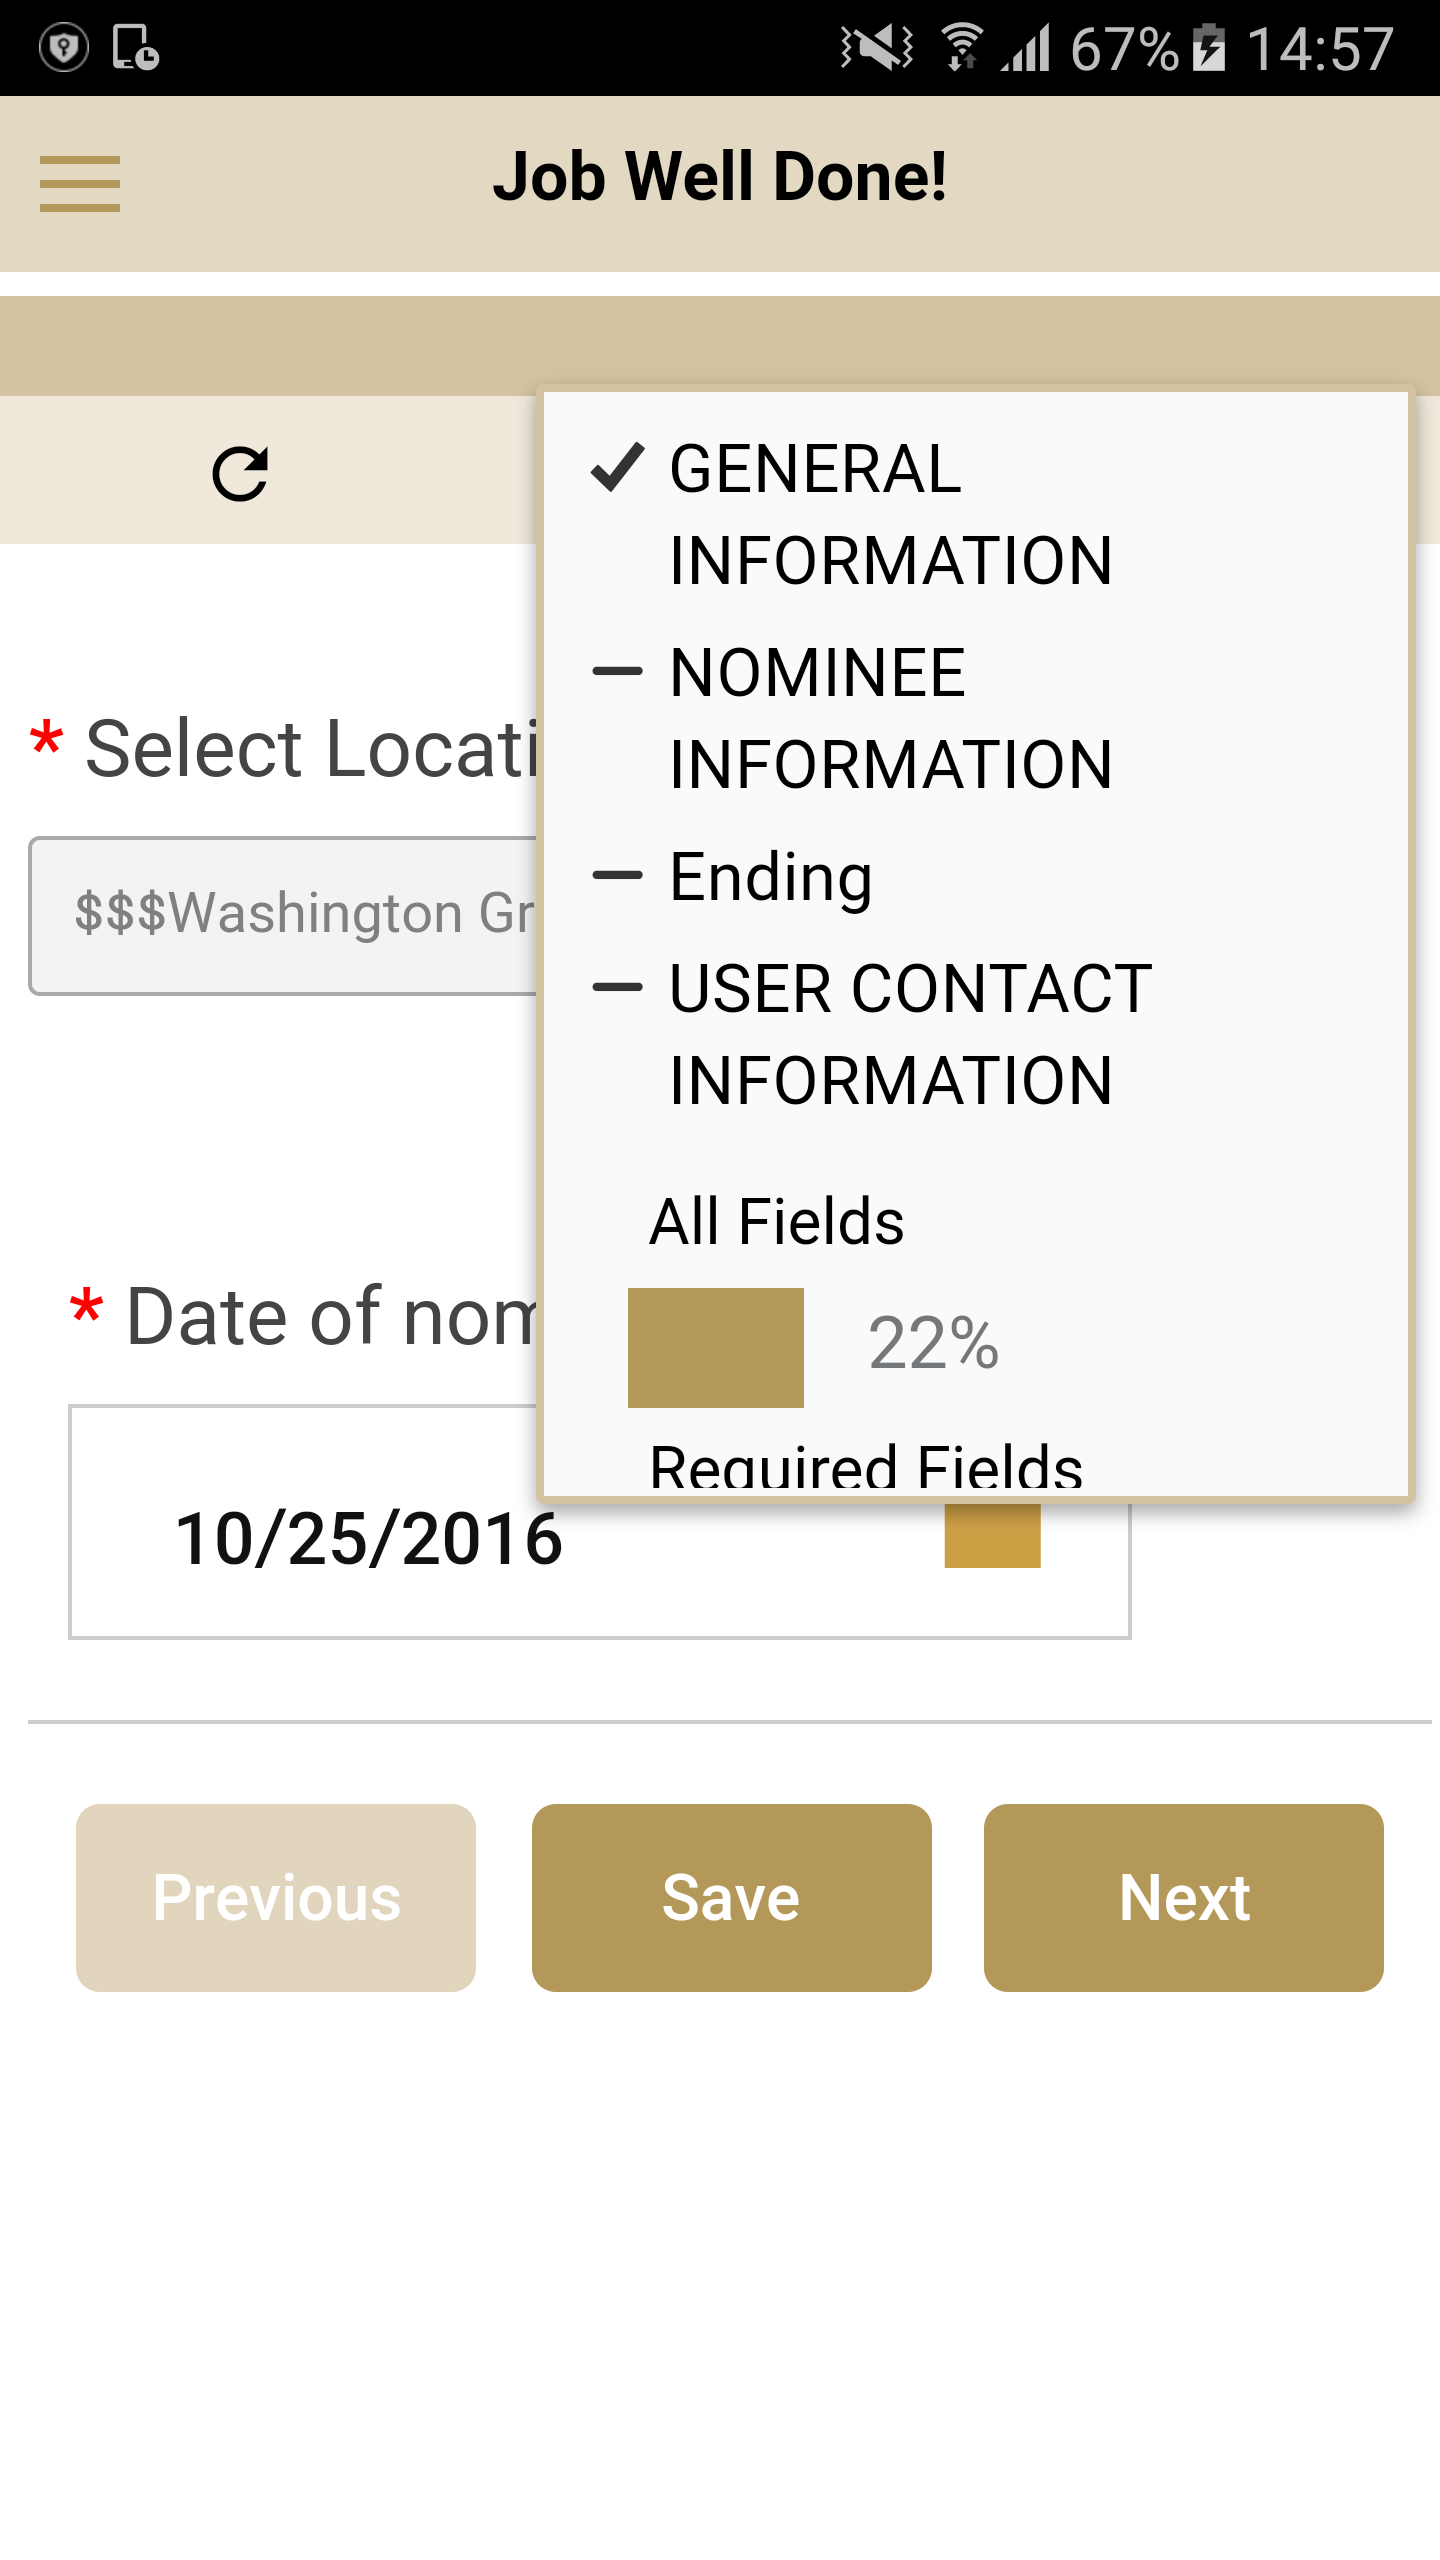 67% 14:57
Job Well Done!
GENERAL
INFORMATION
NOMINEE
INFORMATION
Ending
USER CONTACT
INFORMATION
All Fields
22%
Required Fields
* Select Locati
$$$Washington Gr
* Date of nom
10/25/2016
Previous
Save
Next